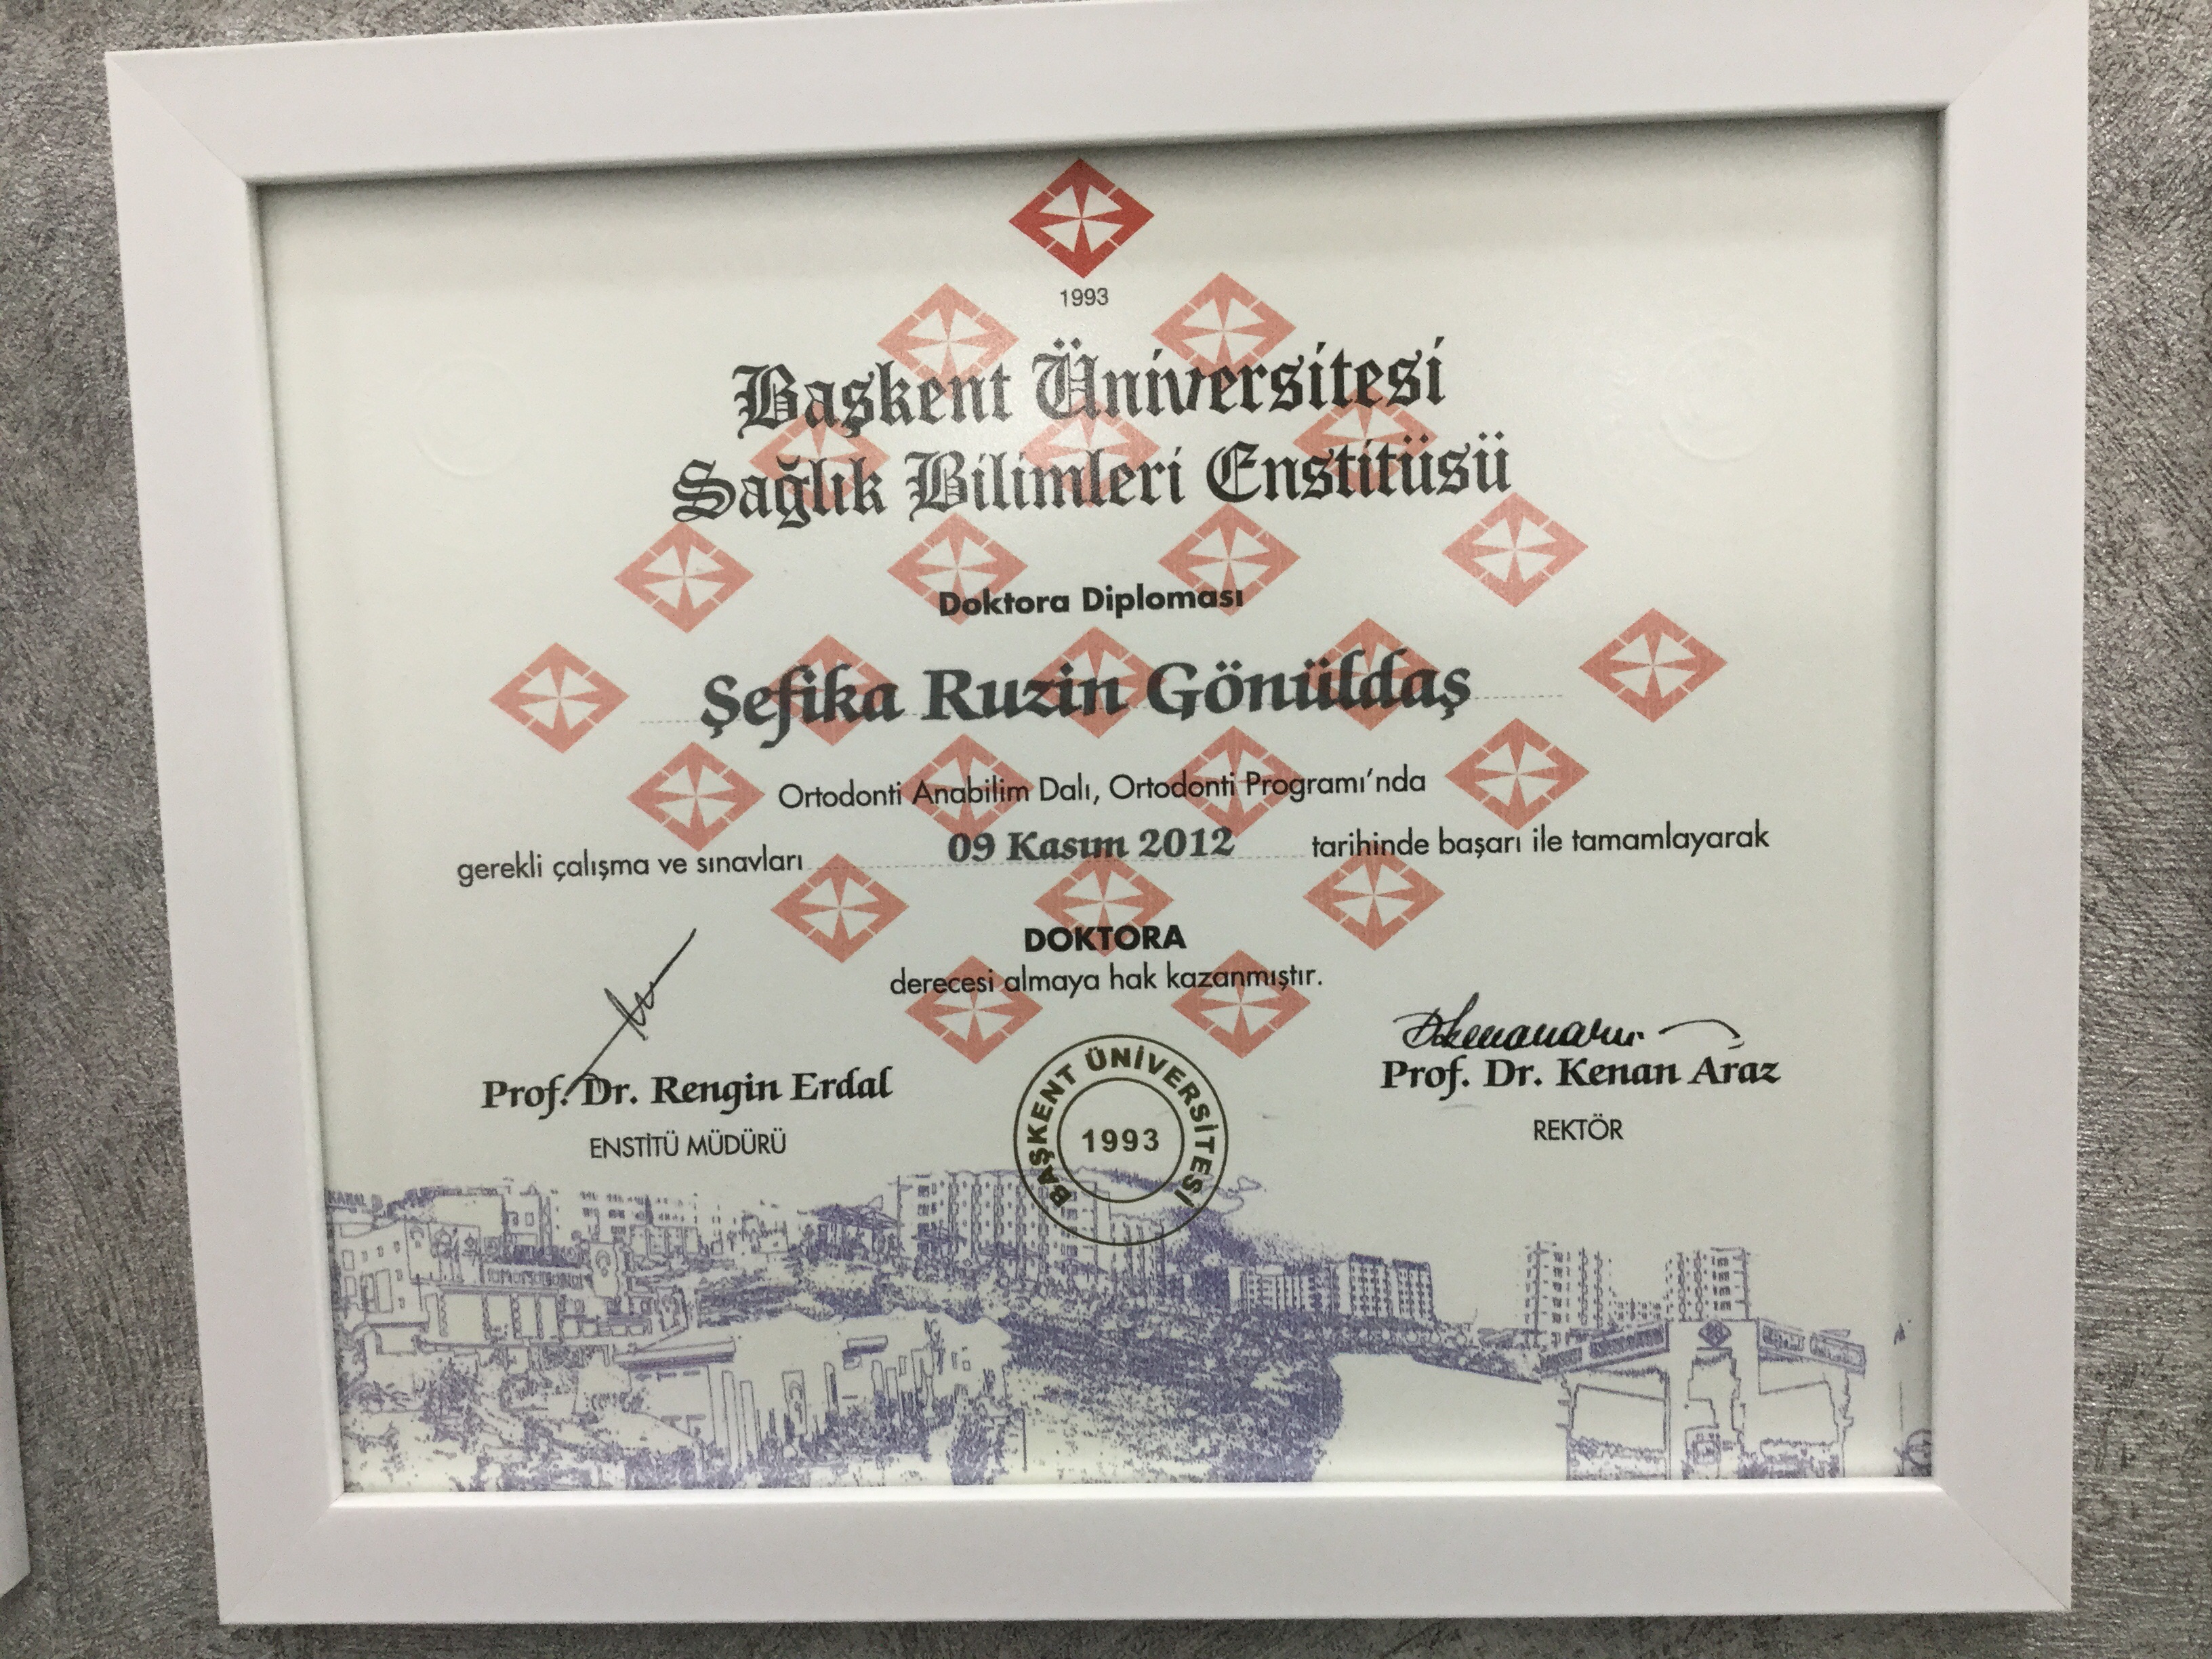 1993
Başkent Üniversitesi
Sağlık Bilimleri Enstitüsü
Doktora Diploması
Şefika Ruzin Gönüldaş
Ortodonti Anabilim Dalı, Ortodonti Programı'nda
gerekli çalışma ve sınavları 09 Kasım 2012 tarihinde başarı ile tamamlayarak
DOKTORA
derecesi almaya hak kazanmıştır.
Prof. Dr. Rengin Erdal
ENSTİTÜ MÜDÜRÜ
Prof. Dr. Kenan Araz
REKTÖR
BAŞKENT ÜNİVERSİTESİ
1993
KANAL B